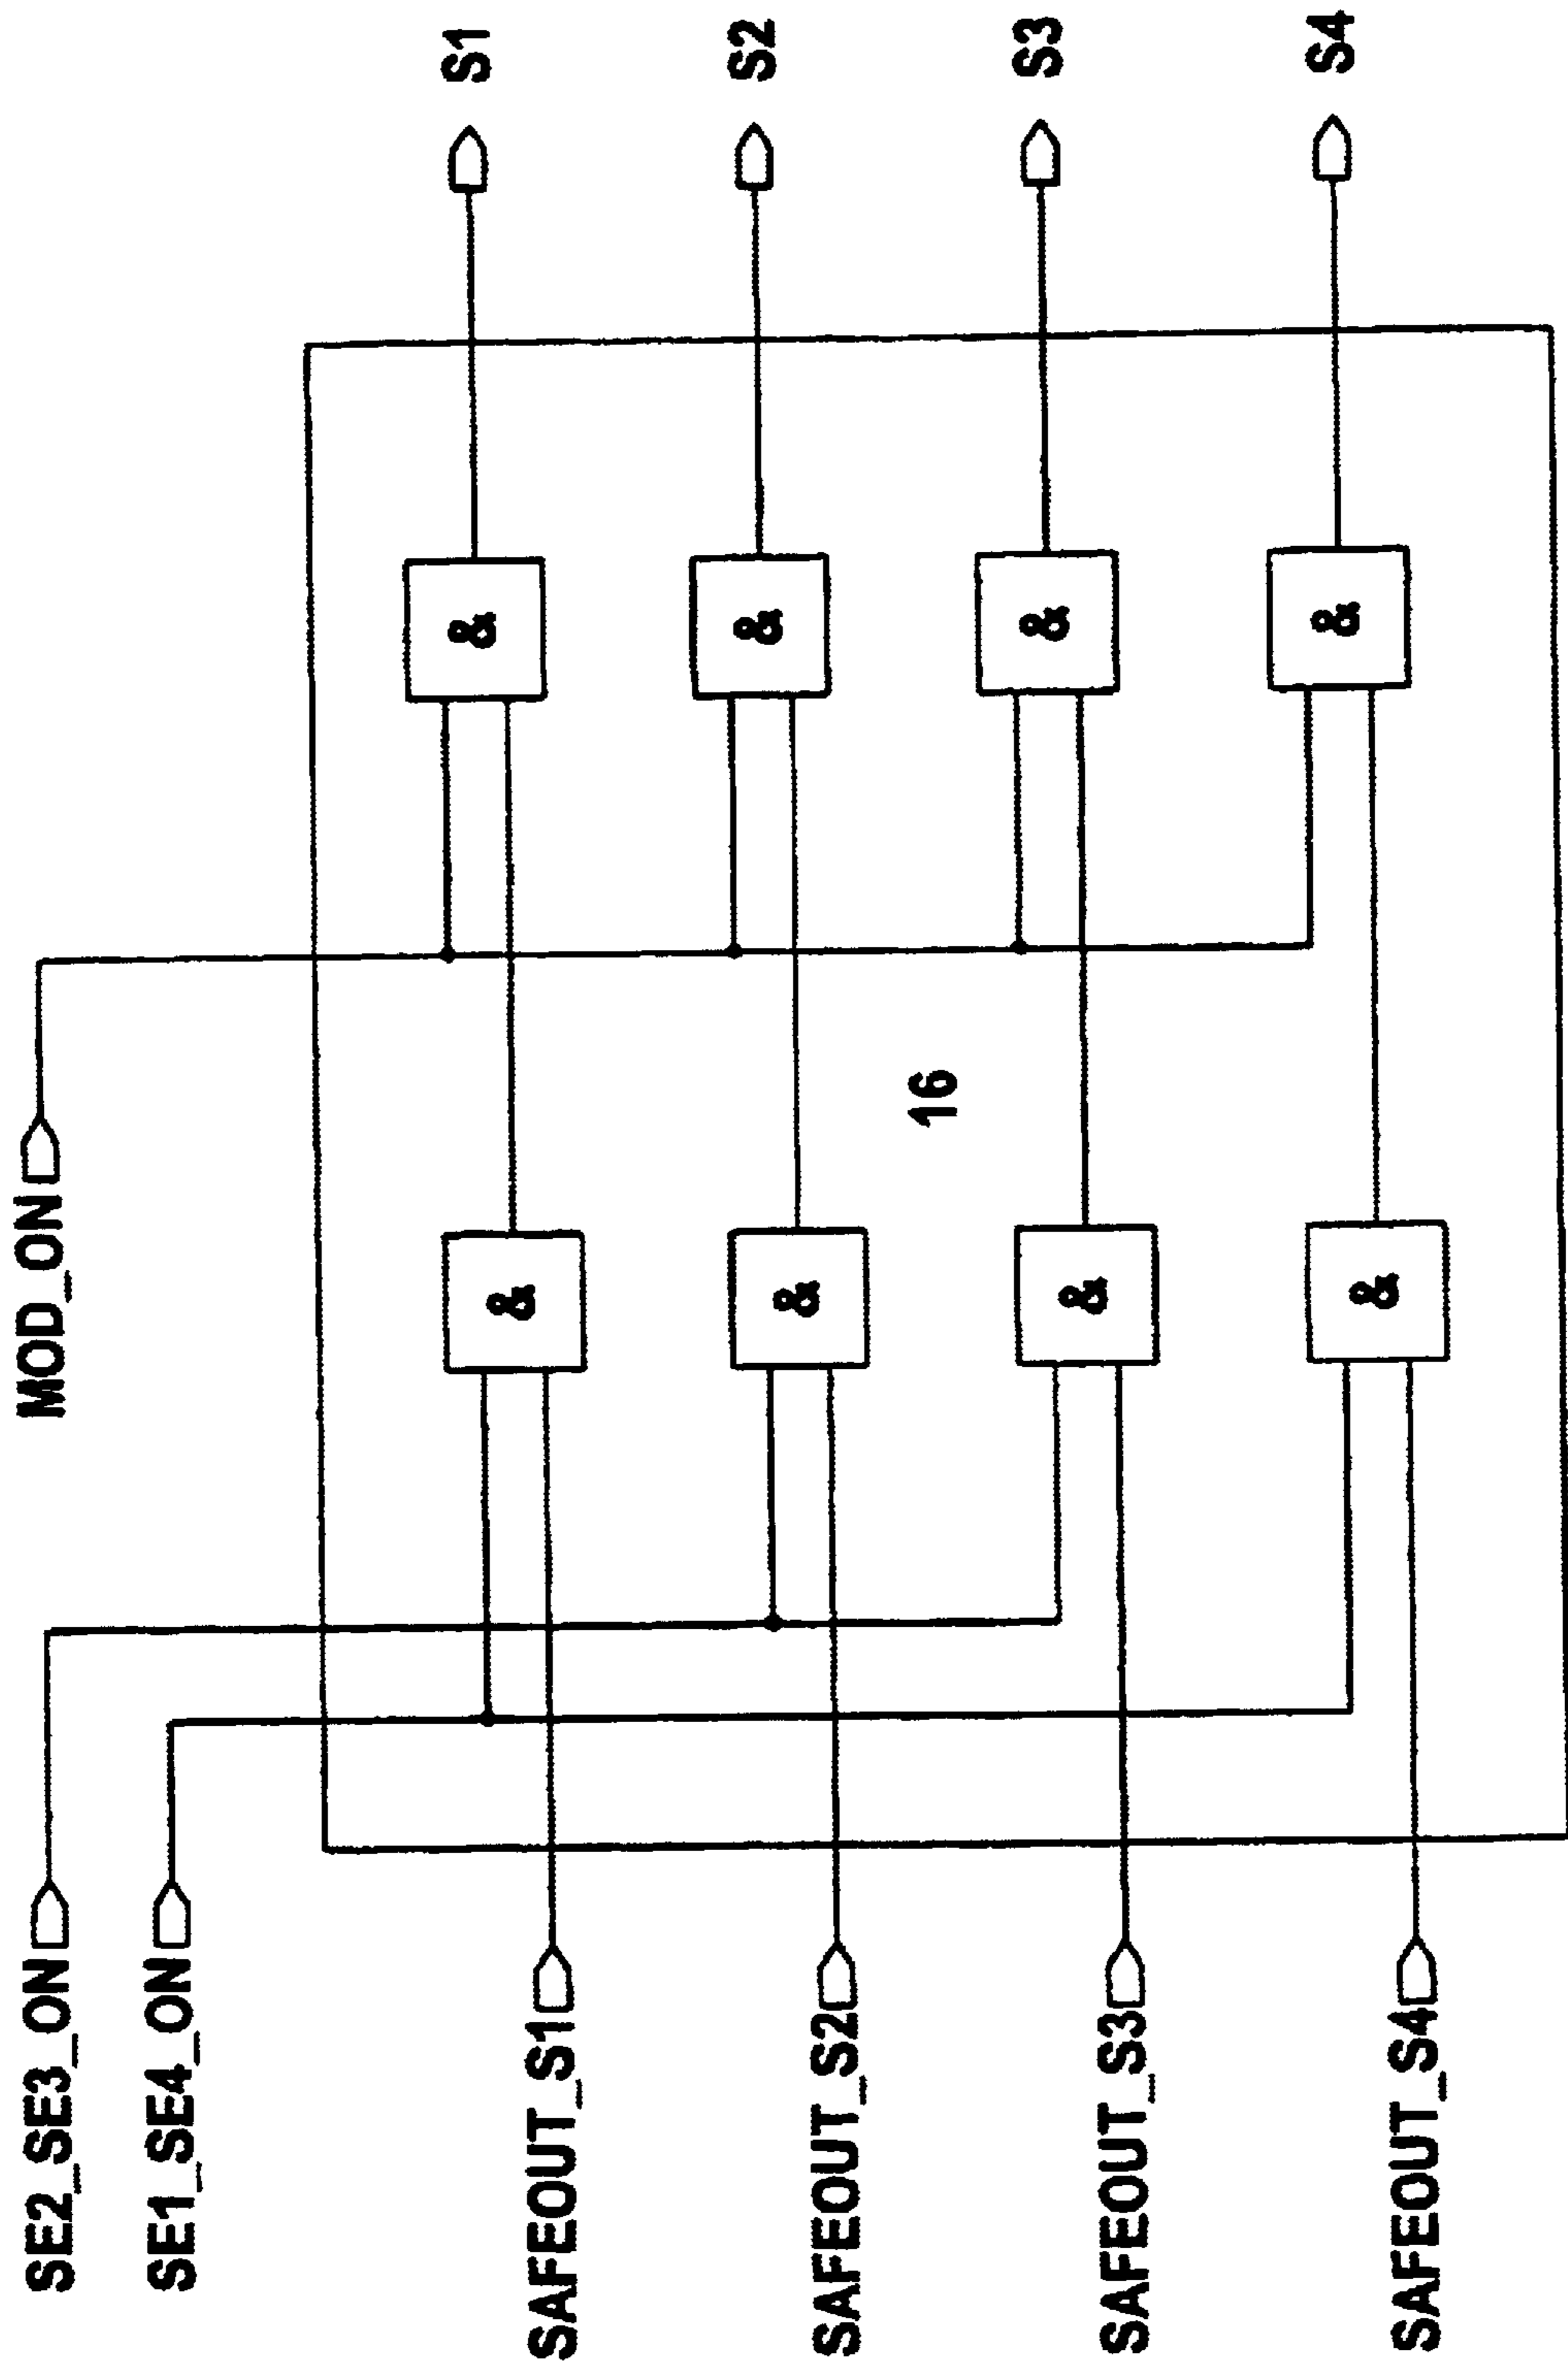 MOD_ON
SE2_SE3_ON
SE1_SE4_ON
SAFEOUT_S1
&
&
S1
SAFEOUT_S2
&
&
S2
16
SAFEOUT_S3
&
&
S3
SAFEOUT_S4
&
&
S4